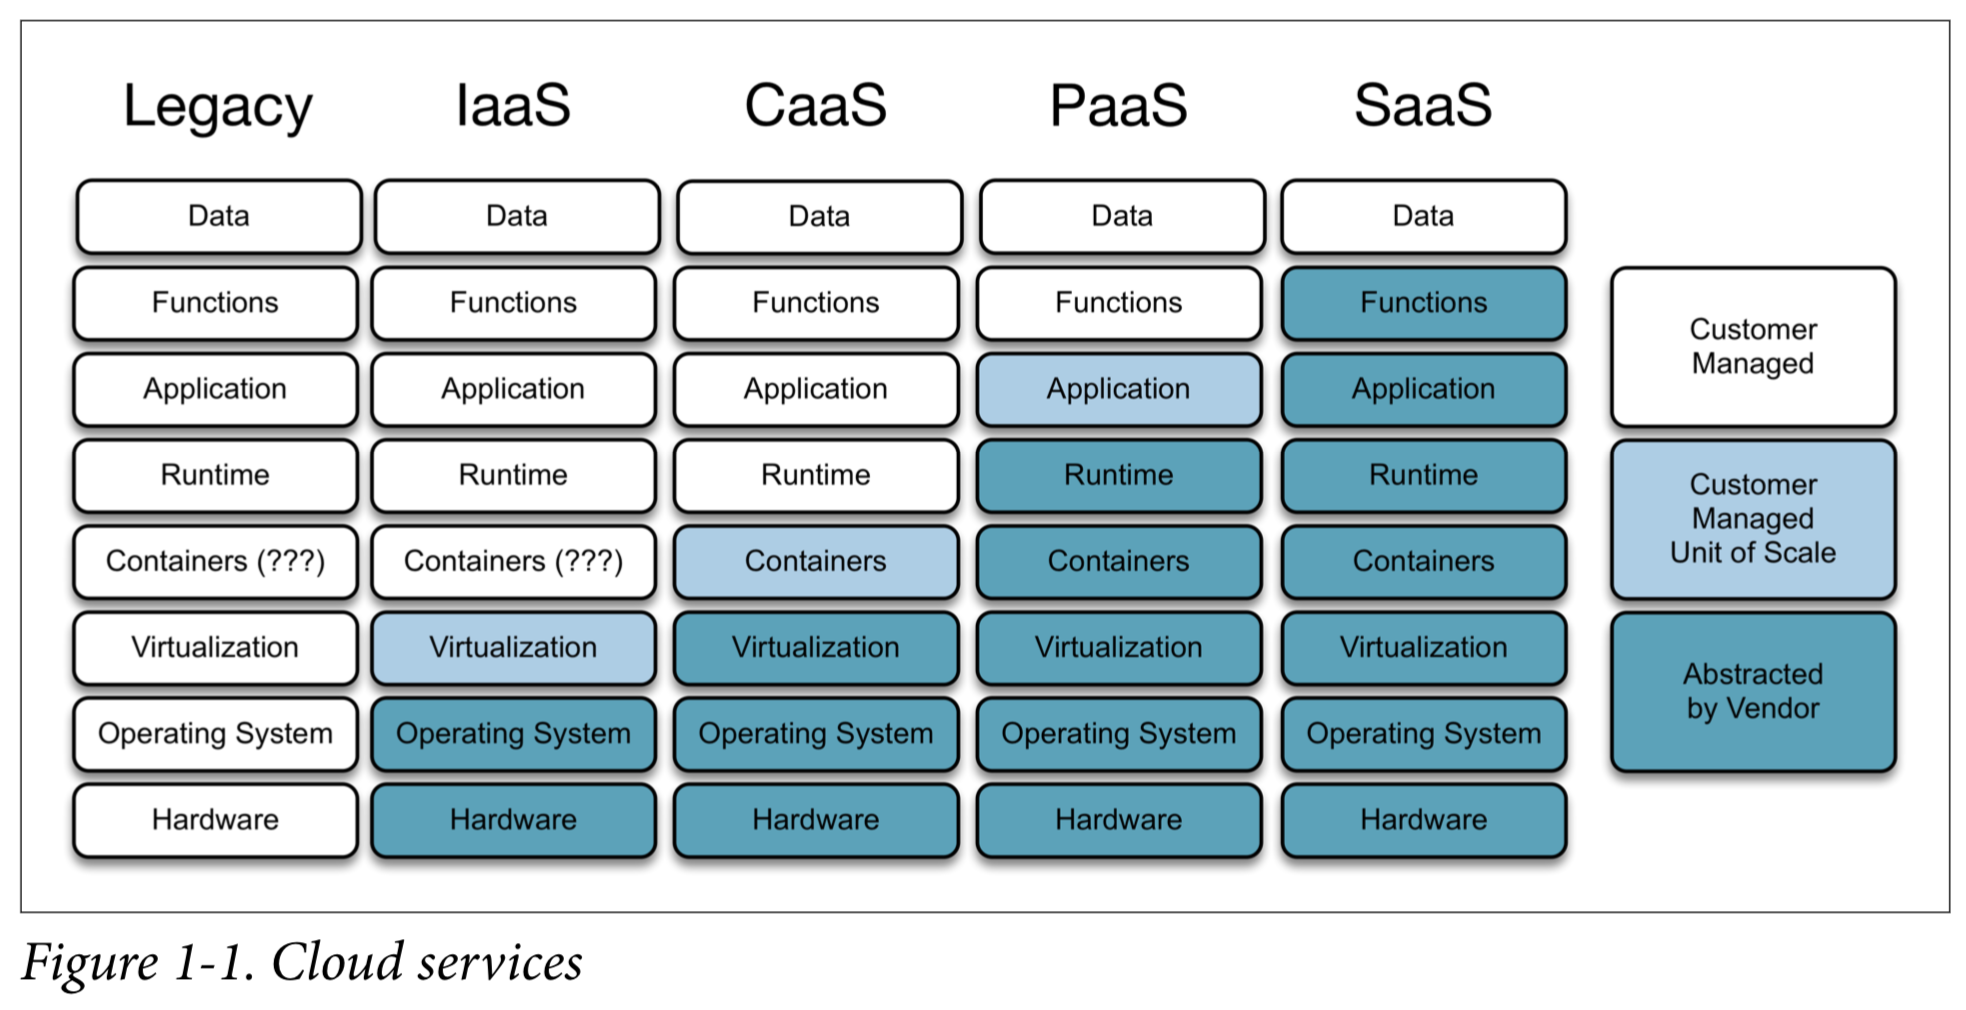 Legacy IaaS CaaS PaaS SaaS
Data Data Data Data Data
Functions Functions Functions Functions Functions
Application Application Application Application Application
Runtime Runtime Runtime Runtime Runtime
Containers (???) Containers (???) Containers Containers Containers
Virtualization Virtualization Virtualization Virtualization Virtualization
Operating System Operating System Operating System Operating System Operating System
Hardware Hardware Hardware Hardware Hardware
Customer
Managed
Customer
Managed
Unit of Scale
Abstracted
by Vendor
Figure 1-1. Cloud services